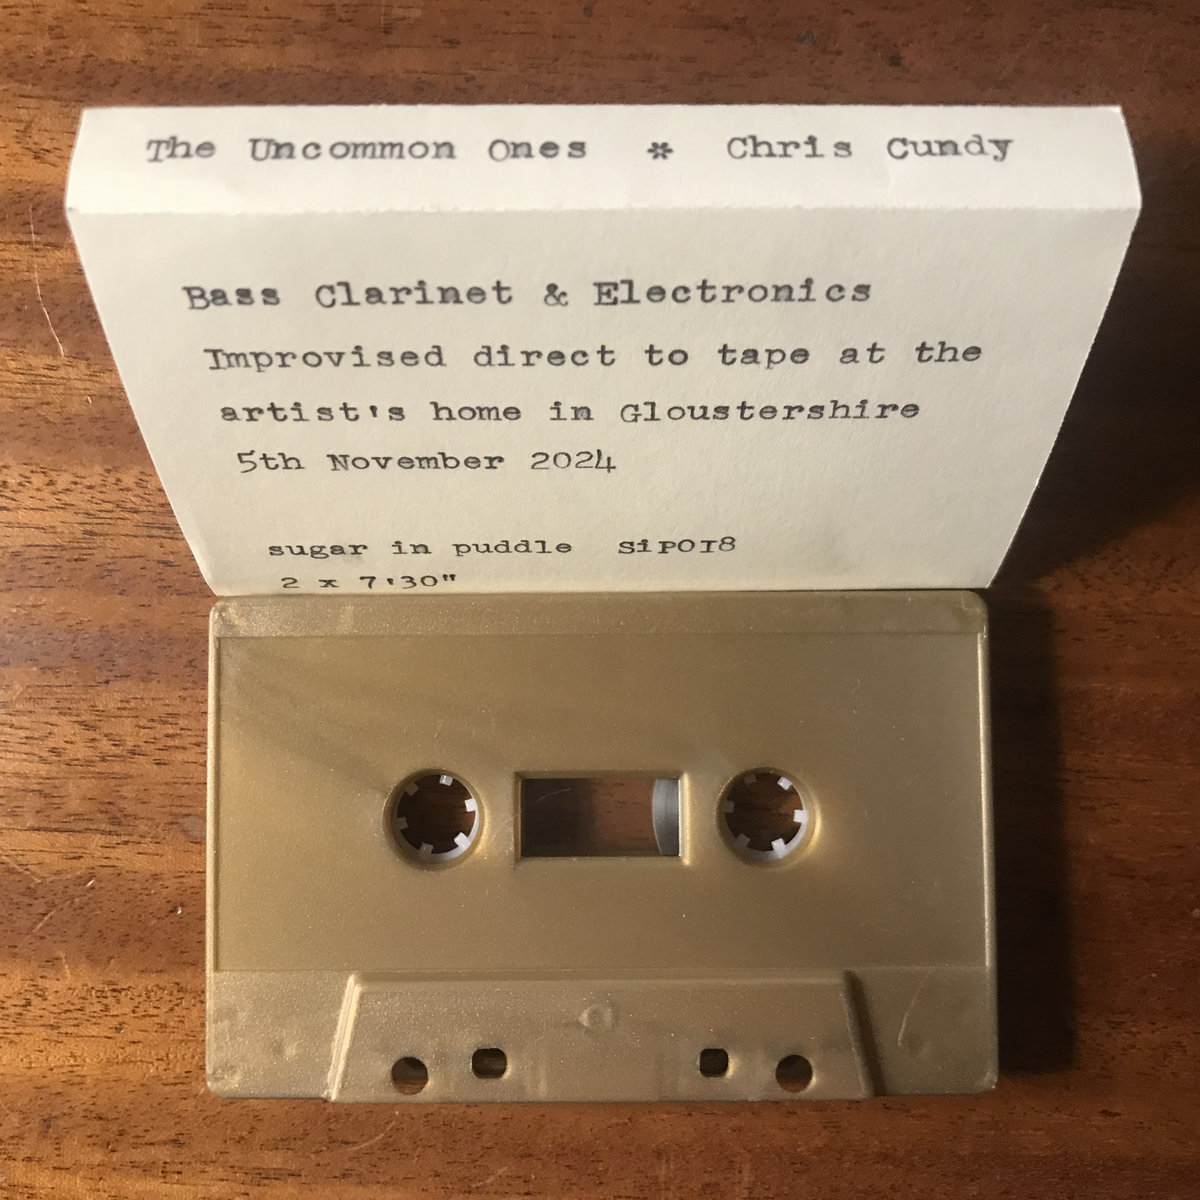 The Uncommon Ones * Chris Cundy
Bass Clarinet & Electronics
Improvised direct to tape at the
artist's home in Gloustershire
5th November 2024
sugar in puddle SiPOI8
2 x 7'30"